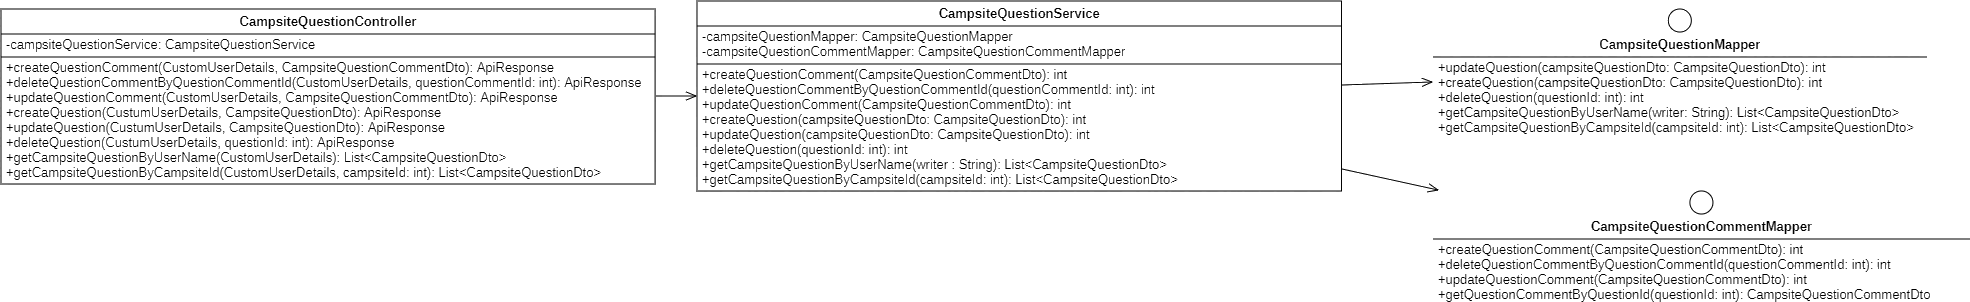 CampsiteQuestionController
-campsiteQuestionService: CampsiteQuestionService
+createQuestionComment(CustomUserDetails, CampsiteQuestionCommentDto): ApiResponse
+deleteQuestionCommentByQuestionCommentId(CustomUserDetails, questionCommentId: int): ApiResponse
+updateQuestionComment(CustomUserDetails, CampsiteQuestionCommentDto): ApiResponse
+createQuestion(CustumUserDetails, CampsiteQuestionDto): ApiResponse
+updateQuestion(CustumUserDetails, CampsiteQuestionDto): ApiResponse
+deleteQuestion(CustumUserDetails, questionId: int): ApiResponse
+getCampsiteQuestionByUserName(CustomUserDetails): List<CampsiteQuestionDto>
+getCampsiteQuestionByCampsiteId(CustomUserDetails, campsiteId: int): List<CampsiteQuestionDto>
CampsiteQuestionService
-campsiteQuestionMapper: CampsiteQuestionMapper
-campsiteQuestionCommentMapper: CampsiteQuestionCommentMapper
+createQuestionComment(CampsiteQuestionCommentDto): int
+deleteQuestionCommentByQuestionCommentId(questionCommentId: int): int
+updateQuestionComment(CampsiteQuestionCommentDto): int
+createQuestion(campsiteQuestionDto: CampsiteQuestionDto): int
+updateQuestion(campsiteQuestionDto: CampsiteQuestionDto): int
+deleteQuestion(questionId: int): int
+getCampsiteQuestionByUserName(writer : String): List<CampsiteQuestionDto>
+getCampsiteQuestionByCampsiteId(campsiteId: int): List<CampsiteQuestionDto>
CampsiteQuestionMapper
+updateQuestion(campsiteQuestionDto: CampsiteQuestionDto): int
+createQuestion(campsiteQuestionDto: CampsiteQuestionDto): int
+deleteQuestion(questionId: int): int
+getCampsiteQuestionByUserName(writer: String): List<CampsiteQuestionDto>
+getCampsiteQuestionByCampsiteId(campsiteId: int): List<CampsiteQuestionDto>
CampsiteQuestionCommentMapper
+createQuestionComment(CampsiteQuestionCommentDto): int
+deleteQuestionCommentByQuestionCommentId(questionCommentId: int): int
+updateQuestionComment(CampsiteQuestionCommentDto): int
+getQuestionCommentByQuestionId(questionId: int): CampsiteQuestionCommentDto